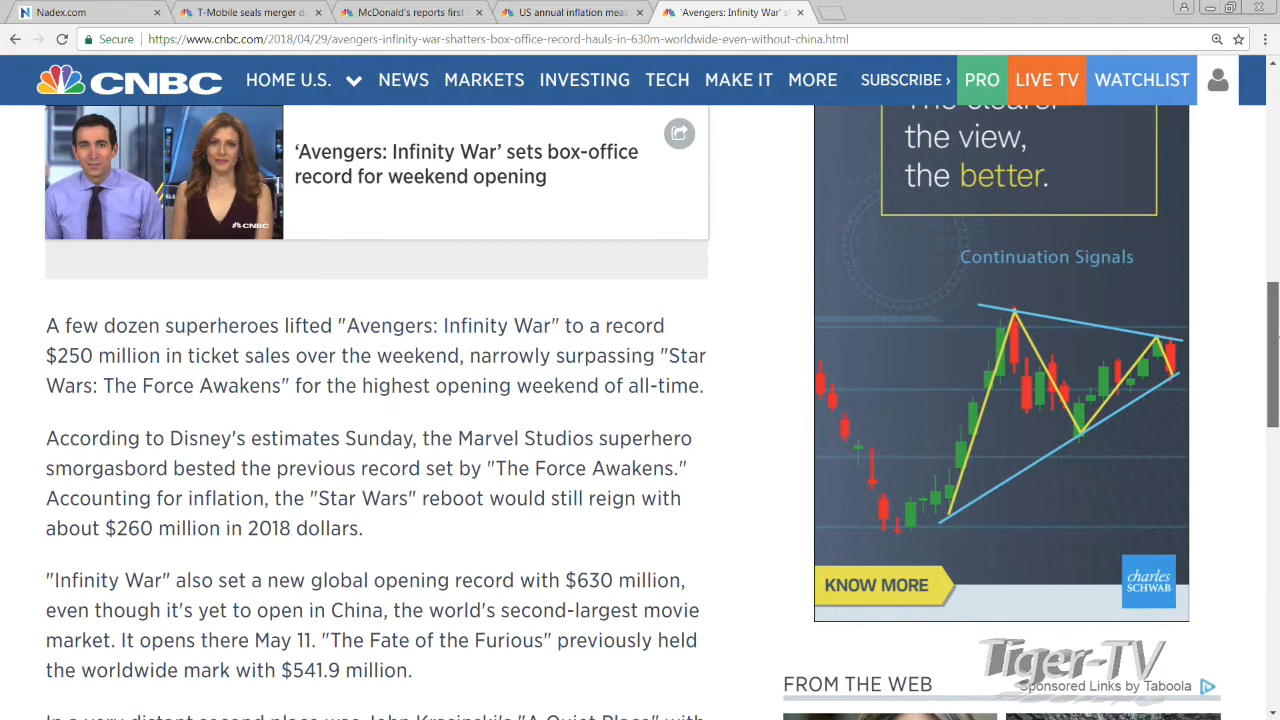 Nadex.com
T-Mobile seals merger d
McDonald's reports first
US annual inflation meas
'Avengers: Infinity War' s
Secure
https://www.cnbc.com/2018/04/29/avengers-infinity-war-shatters-box-office-record-hauls-in-630m-worldwide-even-without-china.html
CNBC
HOME U.S. NEWS MARKETS INVESTING TECH MAKE IT MORE SUBSCRIBE › PRO LIVE TV WATCHLIST
'Avengers: Infinity War' sets box-office
record for weekend opening
CNBC
A few dozen superheroes lifted "Avengers: Infinity War" to a record
$250 million in ticket sales over the weekend, narrowly surpassing "Star
Wars: The Force Awakens" for the highest opening weekend of all-time.
According to Disney's estimates Sunday, the Marvel Studios superhero
smorgasbord bested the previous record set by "The Force Awakens."
Accounting for inflation, the "Star Wars" reboot would still reign with
about $260 million in 2018 dollars.
"Infinity War" also set a new global opening record with $630 million,
even though it's yet to open in China, the world's second-largest movie
market. It opens there May 11. "The Fate of the Furious" previously held
the worldwide mark with $541.9 million.
In a very distant second place was John Krasinski's "A Quiet Place" with
The clearer
the view,
the better.
Continuation Signals
KNOW MORE
charles
SCHWAB
Tiger-TV
FROM THE WEB
Sponsored Links by Taboola